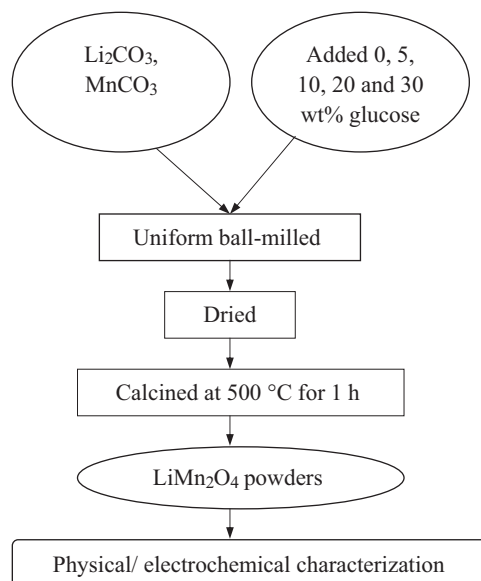 Li₂CO₃,
MnCO₃
Added 0, 5,
10, 20 and 30
wt% glucose
Uniform ball-milled
Dried
Calcined at 500 °C for 1 h
LiMn₂O₄ powders
Physical/ electrochemical characterization